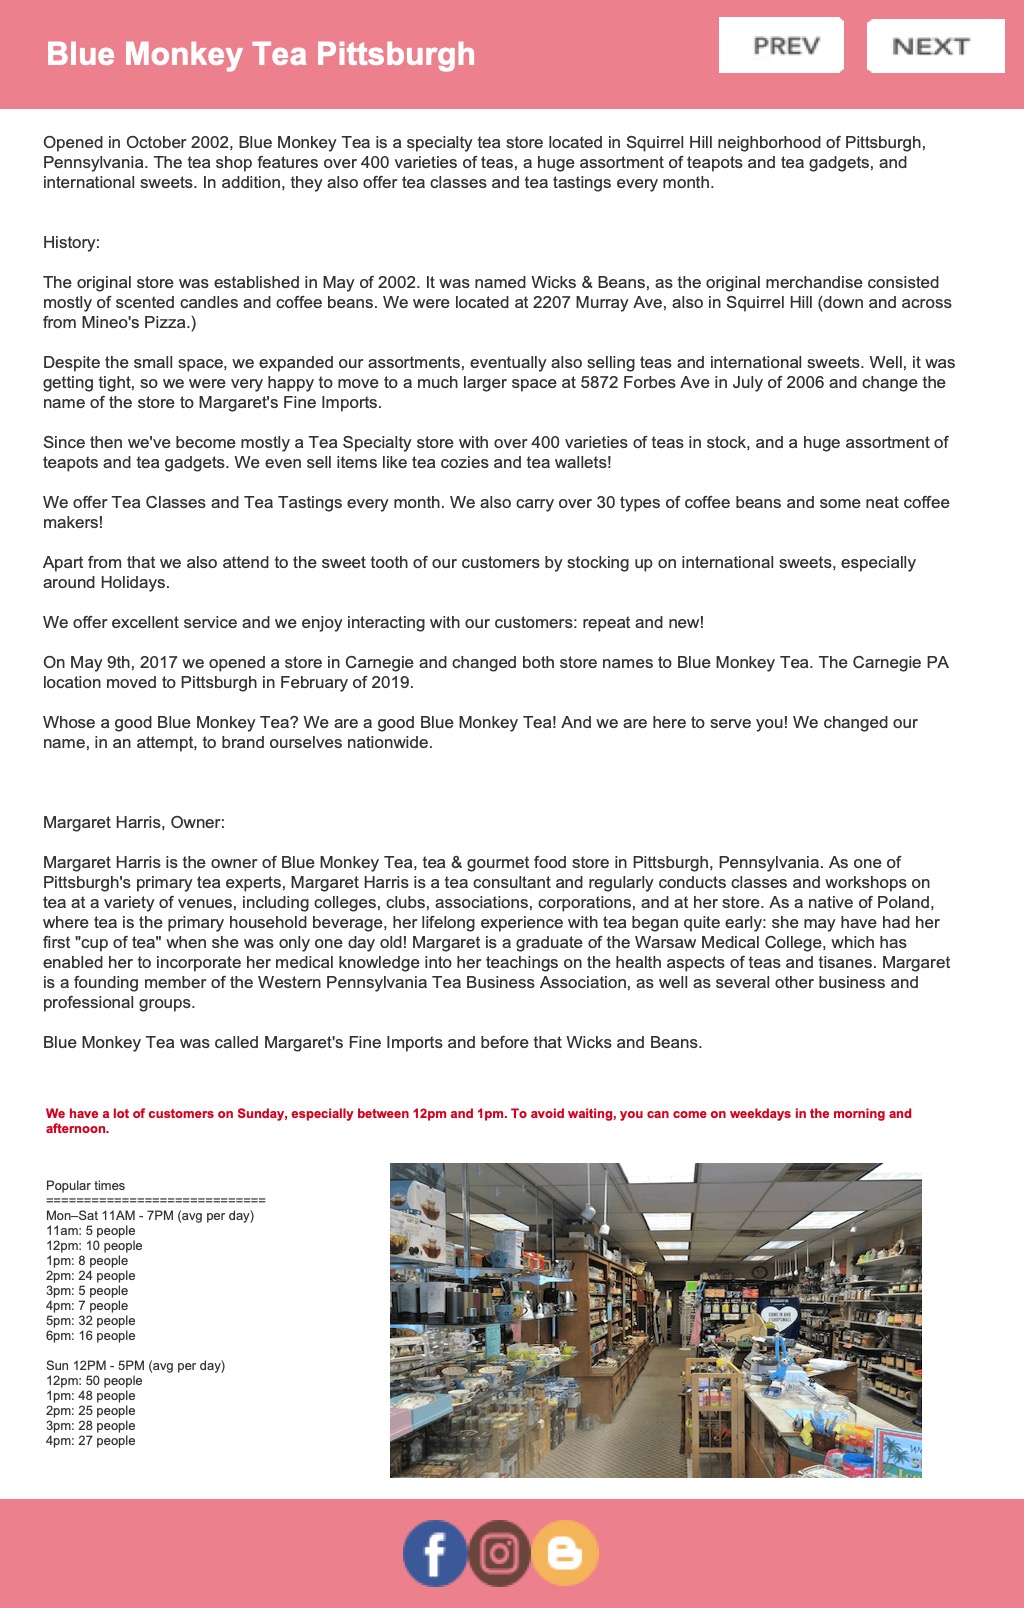 Blue Monkey Tea Pittsburgh
PREV
NEXT
Opened in October 2002, Blue Monkey Tea is a specialty tea store located in Squirrel Hill neighborhood of Pittsburgh,
Pennsylvania. The tea shop features over 400 varieties of teas, a huge assortment of teapots and tea gadgets, and
international sweets. In addition, they also offer tea classes and tea tastings every month.
History:
The original store was established in May of 2002. It was named Wicks & Beans, as the original merchandise consisted
mostly of scented candles and coffee beans. We were located at 2207 Murray Ave, also in Squirrel Hill (down and across
from Mineo's Pizza.)
Despite the small space, we expanded our assortments, eventually also selling teas and international sweets. Well, it was
getting tight, so we were very happy to move to a much larger space at 5872 Forbes Ave in July of 2006 and change the
name of the store to Margaret's Fine Imports.
Since then we've become mostly a Tea Specialty store with over 400 varieties of teas in stock, and a huge assortment of
teapots and tea gadgets. We even sell items like tea cozies and tea wallets!
We offer Tea Classes and Tea Tastings every month. We also carry over 30 types of coffee beans and some neat coffee
makers!
Apart from that we also attend to the sweet tooth of our customers by stocking up on international sweets, especially
around Holidays.
We offer excellent service and we enjoy interacting with our customers: repeat and new!
On May 9th, 2017 we opened a store in Carnegie and changed both store names to Blue Monkey Tea. The Carnegie PA
location moved to Pittsburgh in February of 2019.
Whose a good Blue Monkey Tea? We are a good Blue Monkey Tea! And we are here to serve you! We changed our
name, in an attempt, to brand ourselves nationwide.
Margaret Harris, Owner:
Margaret Harris is the owner of Blue Monkey Tea, tea & gourmet food store in Pittsburgh, Pennsylvania. As one of
Pittsburgh's primary tea experts, Margaret Harris is a tea consultant and regularly conducts classes and workshops on
tea at a variety of venues, including colleges, clubs, associations, corporations, and at her store. As a native of Poland,
where tea is the primary household beverage, her lifelong experience with tea began quite early: she may have had her
first "cup of tea" when she was only one day old! Margaret is a graduate of the Warsaw Medical College, which has
enabled her to incorporate her medical knowledge into her teachings on the health aspects of teas and tisanes. Margaret
is a founding member of the Western Pennsylvania Tea Business Association, as well as several other business and
professional groups.
Blue Monkey Tea was called Margaret's Fine Imports and before that Wicks and Beans.
We have a lot of customers on Sunday, especially between 12pm and 1pm. To avoid waiting, you can come on weekdays in the morning and
afternoon.
Popular times
=============================
Mon–Sat 11AM - 7PM (avg per day)
11am: 5 people
12pm: 10 people
1pm: 8 people
2pm: 24 people
3pm: 5 people
4pm: 7 people
5pm: 32 people
6pm: 16 people
Sun 12PM - 5PM (avg per day)
12pm: 50 people
1pm: 48 people
2pm: 25 people
3pm: 28 people
4pm: 27 people
COME IN AND